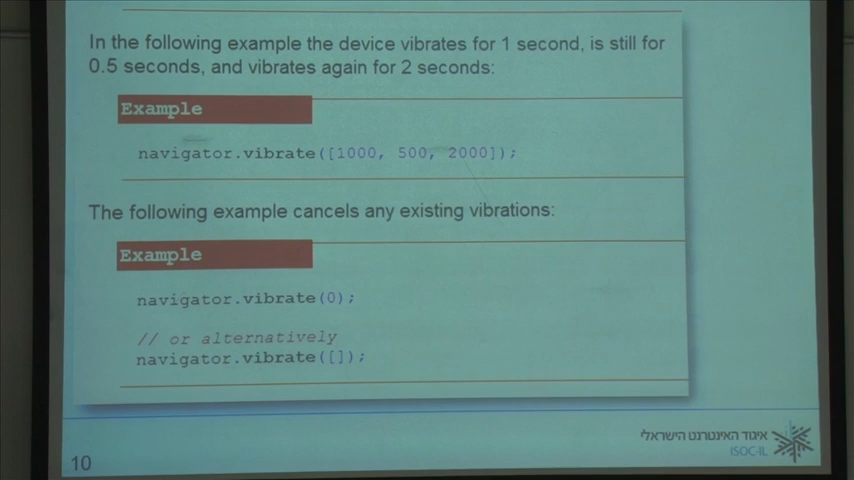 In the following example the device vibrates for 1 second, is still for
0.5 seconds, and vibrates again for 2 seconds:
Example
navigator.vibrate([1000, 500, 2000]);
The following example cancels any existing vibrations:
Example
navigator.vibrate(0);
// or alternatively
navigator.vibrate([]);
איגוד האינטרנט הישראלי
ISOC-IL
10